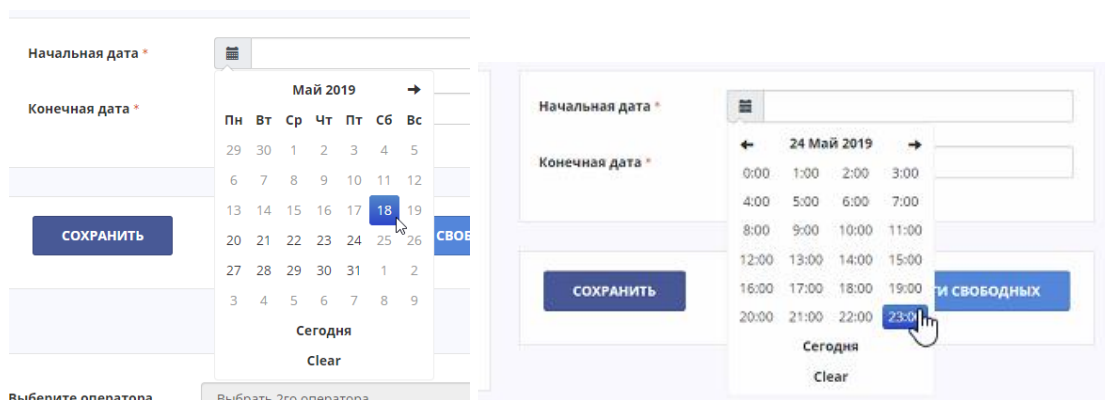 Начальная дата *
Май 2019
Конечная дата *
Пн Вт Ср Чт Пт Сб Вс
29 30 1 2 3 4 5
6 7 8 9 10 11 12
13 14 15 16 17 18 19
20 21 22 23 24 25 26
27 28 29 30 31 1 2
3 4 5 6 7 8 9
Сегодня
Clear
СОХРАНИТЬ
СВОБ
Выберите оператора
Выбрать 2го оператора
Начальная дата *
24 Май 2019
Конечная дата *
0:00 1:00 2:00 3:00
4:00 5:00 6:00 7:00
8:00 9:00 10:00 11:00
12:00 13:00 14:00 15:00
16:00 17:00 18:00 19:00
20:00 21:00 22:00 23:00
Сегодня
Clear
СОХРАНИТЬ
ТИ СВОБОДНЫХ